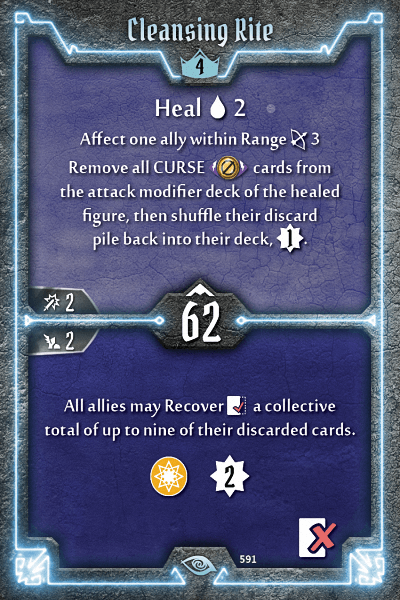 Cleansing Rite
4
Heal 2
Affect one ally within Range 3
Remove all CURSE cards from
the attack modifier deck of the healed
figure, then shuffle their discard
pile back into their deck, 1.
2
62
2
All allies may Recover a collective
total of up to nine of their discarded cards.
2
591